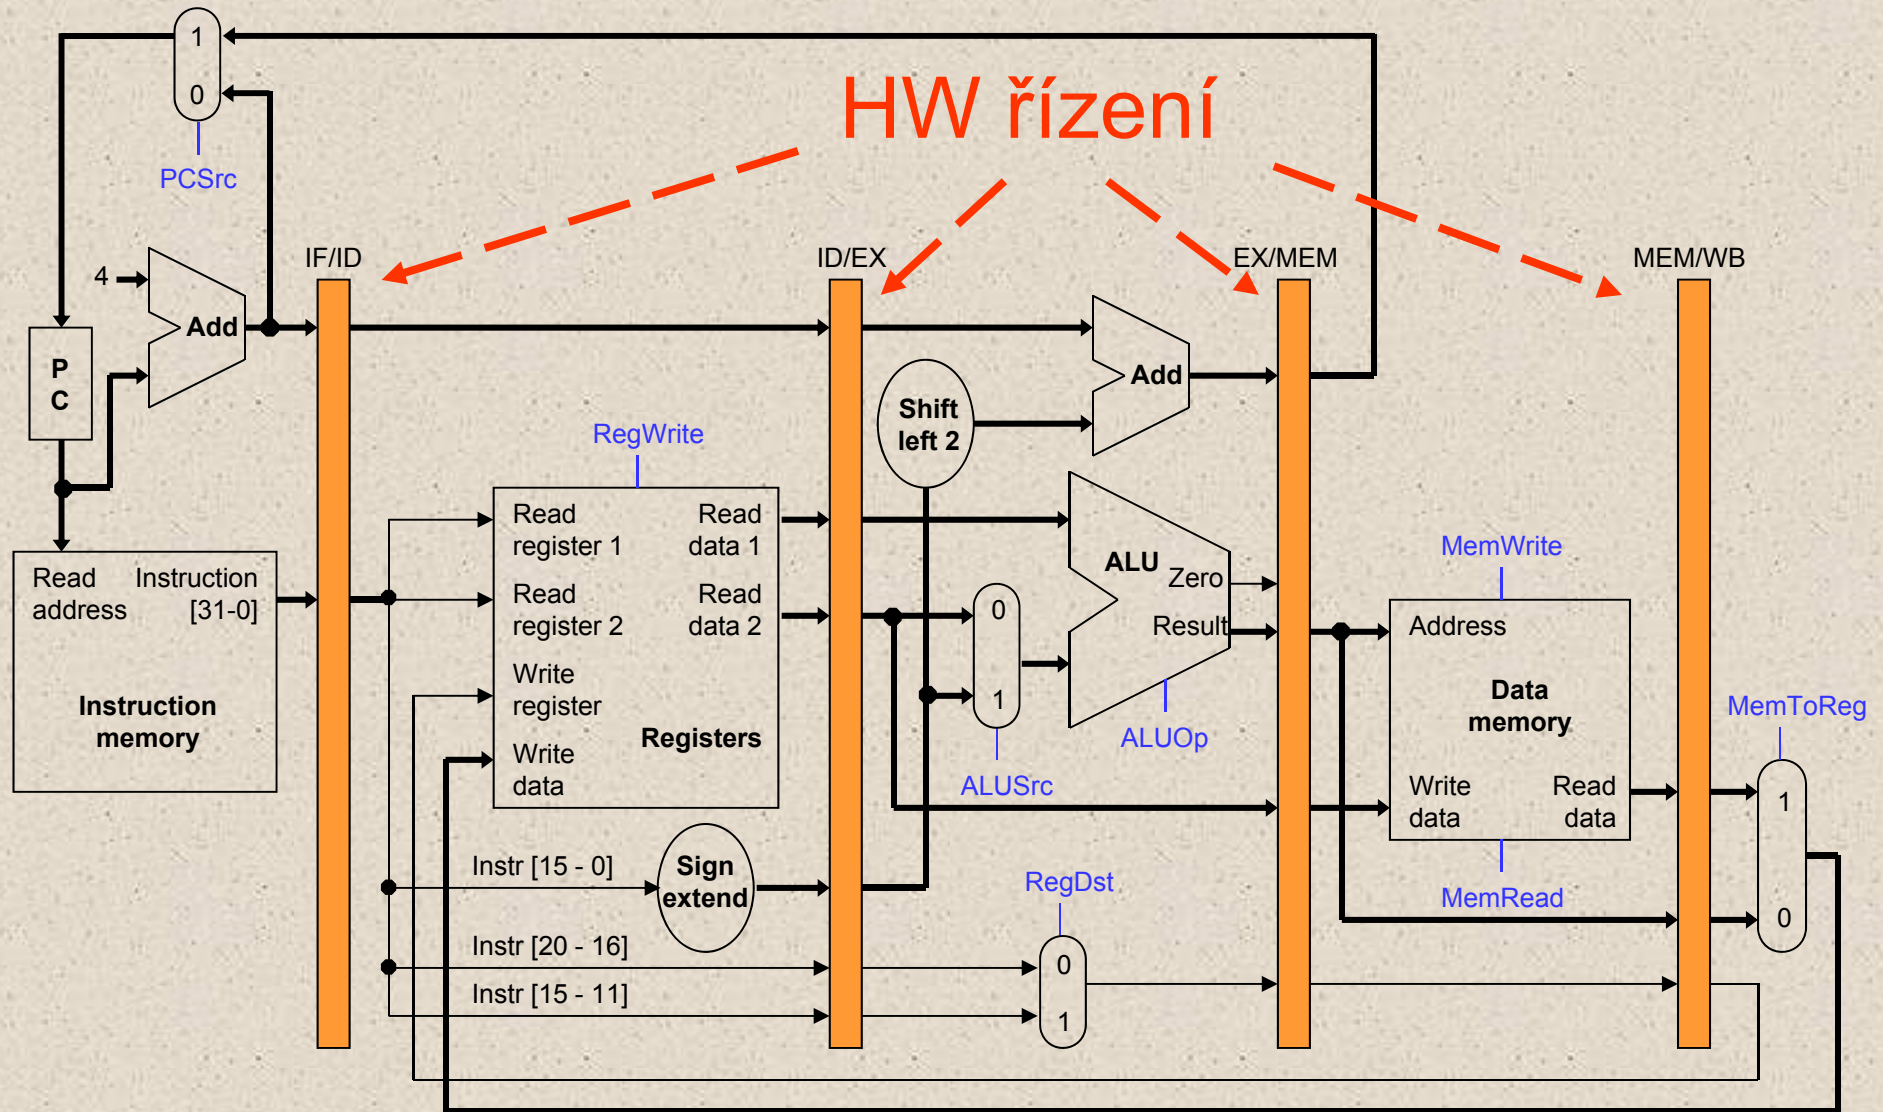 1
0
HW řízení
PCSrc
IF/ID
ID/EX
EX/MEM
MEM/WB
4
Add
P
C
Add
Shift
left 2
RegWrite
Read
register 1
Read
data 1
Read
register 2
Read
data 2
Write
register
Write
data
Registers
Read
address
Instruction
[31-0]
Instruction
memory
0
1
ALUSrc
ALU
Zero
Result
ALUOp
MemWrite
Address
Data
memory
Write
data
Read
data
MemRead
MemToReg
1
0
Instr [15 - 0]
Sign
extend
Instr [20 - 16]
Instr [15 - 11]
RegDst
0
1